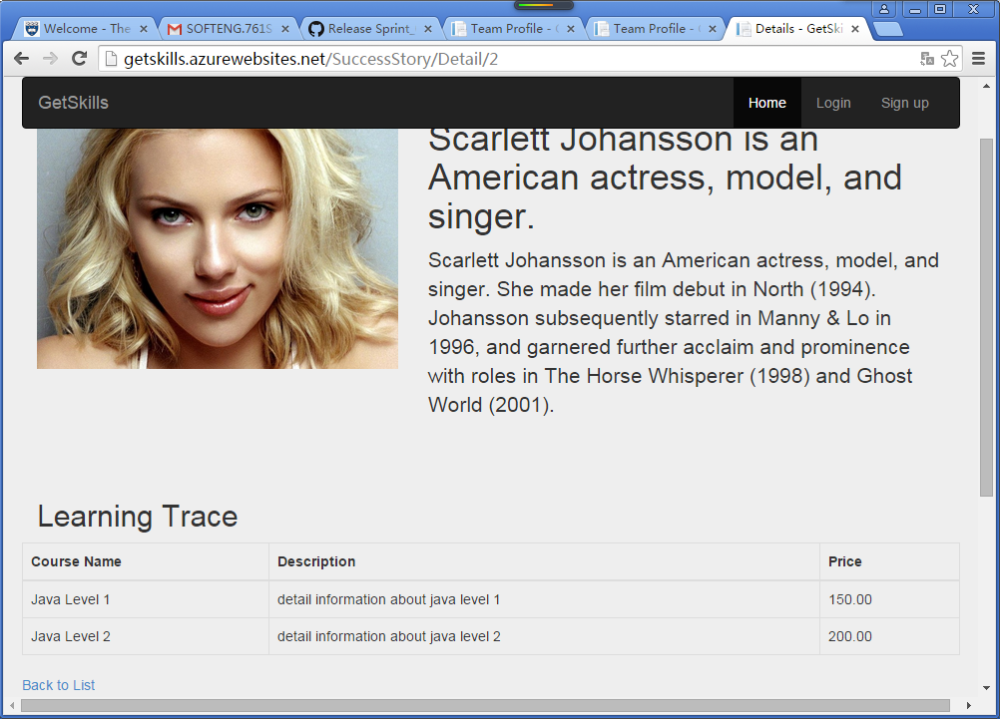 Welcome - The
SOFTENG.761S
Release Sprint_
Team Profile - G
Team Profile - G
Details - GetSki
getskills.azurewebsites.net/SuccessStory/Detail/2
GetSkills
Home
Login
Sign up
Scarlett Johansson is an
American actress, model, and
singer.
Scarlett Johansson is an American actress, model, and
singer. She made her film debut in North (1994).
Johansson subsequently starred in Manny & Lo in
1996, and garnered further acclaim and prominence
with roles in The Horse Whisperer (1998) and Ghost
World (2001).
Learning Trace
Course Name Description Price
Java Level 1 detail information about java level 1 150.00
Java Level 2 detail information about java level 2 200.00
Back to List